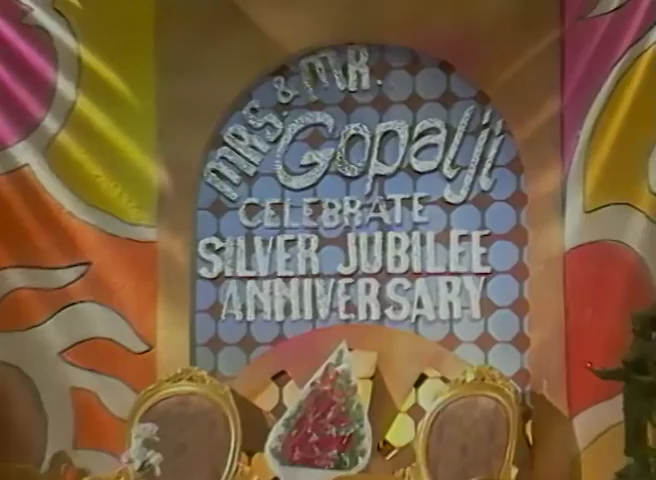 MRS. & MR.
Gopalji
CELEBRATE
SILVER JUBILEE
ANNIVERSARY